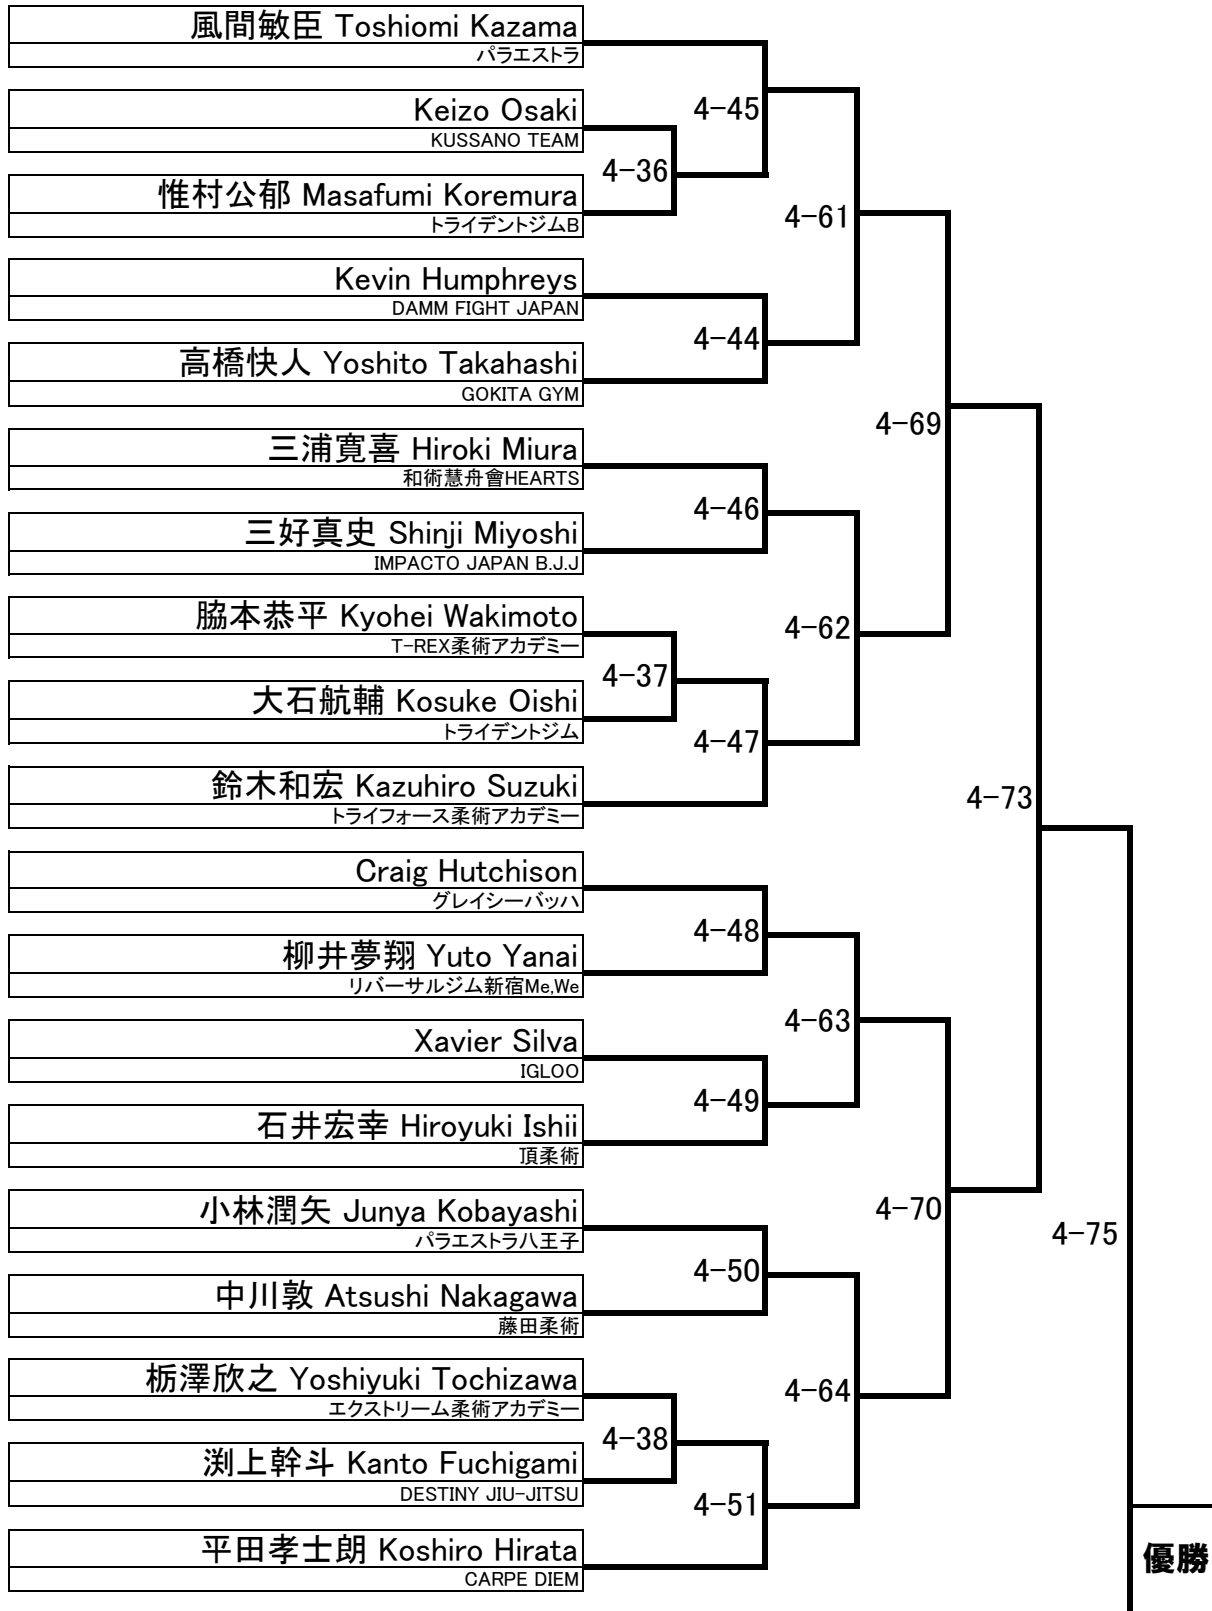 風間敏臣 Toshiomi Kazama
パラエストラ
Keizo Osaki
KUSSANO TEAM
惟村公郁 Masafumi Koremura
トライデントジムB
Kevin Humphreys
DAMM FIGHT JAPAN
高橋快人 Yoshito Takahashi
GOKITA GYM
三浦寛喜 Hiroki Miura
和術慧舟會HEARTS
三好真史 Shinji Miyoshi
IMPACTO JAPAN B.J.J
脇本恭平 Kyohei Wakimoto
T-REX柔術アカデミー
大石航輔 Kosuke Oishi
トライデントジム
鈴木和宏 Kazuhiro Suzuki
トライフォース柔術アカデミー
Craig Hutchison
グレイシーバッハ
柳井夢翔 Yuto Yanai
リバーサルジム新宿Me,We
Xavier Silva
IGLOO
石井宏幸 Hiroyuki Ishii
頂柔術
小林潤矢 Junya Kobayashi
パラエストラ八王子
中川敦 Atsushi Nakagawa
藤田柔術
栃澤欣之 Yoshiyuki Tochizawa
エクストリーム柔術アカデミー
渕上幹斗 Kanto Fuchigami
DESTINY JIU-JITSU
平田孝士朗 Koshiro Hirata
CARPE DIEM
4-36
4-37
4-38
4-45
4-44
4-46
4-47
4-48
4-49
4-50
4-51
4-61
4-62
4-63
4-64
4-69
4-70
4-73
4-75
優勝